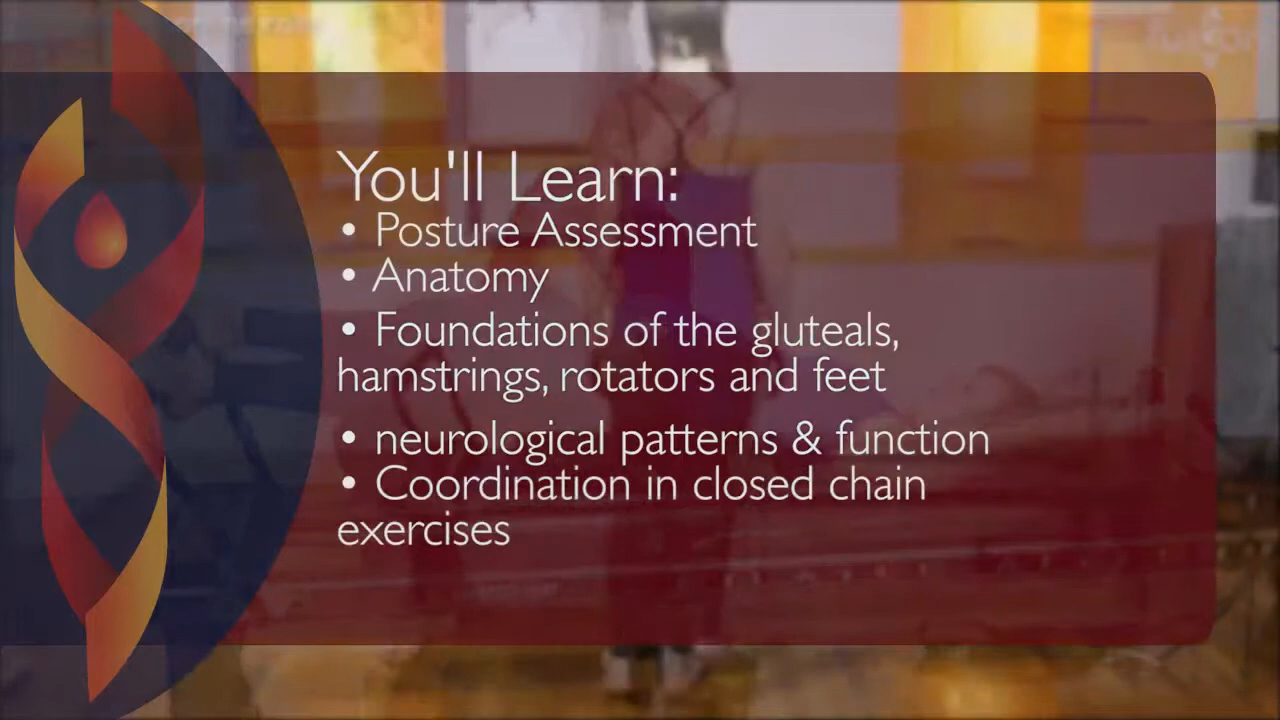 You'll Learn:
• Posture Assessment
• Anatomy
• Foundations of the gluteals,
hamstrings, rotators and feet
• neurological patterns & function
• Coordination in closed chain
exercises